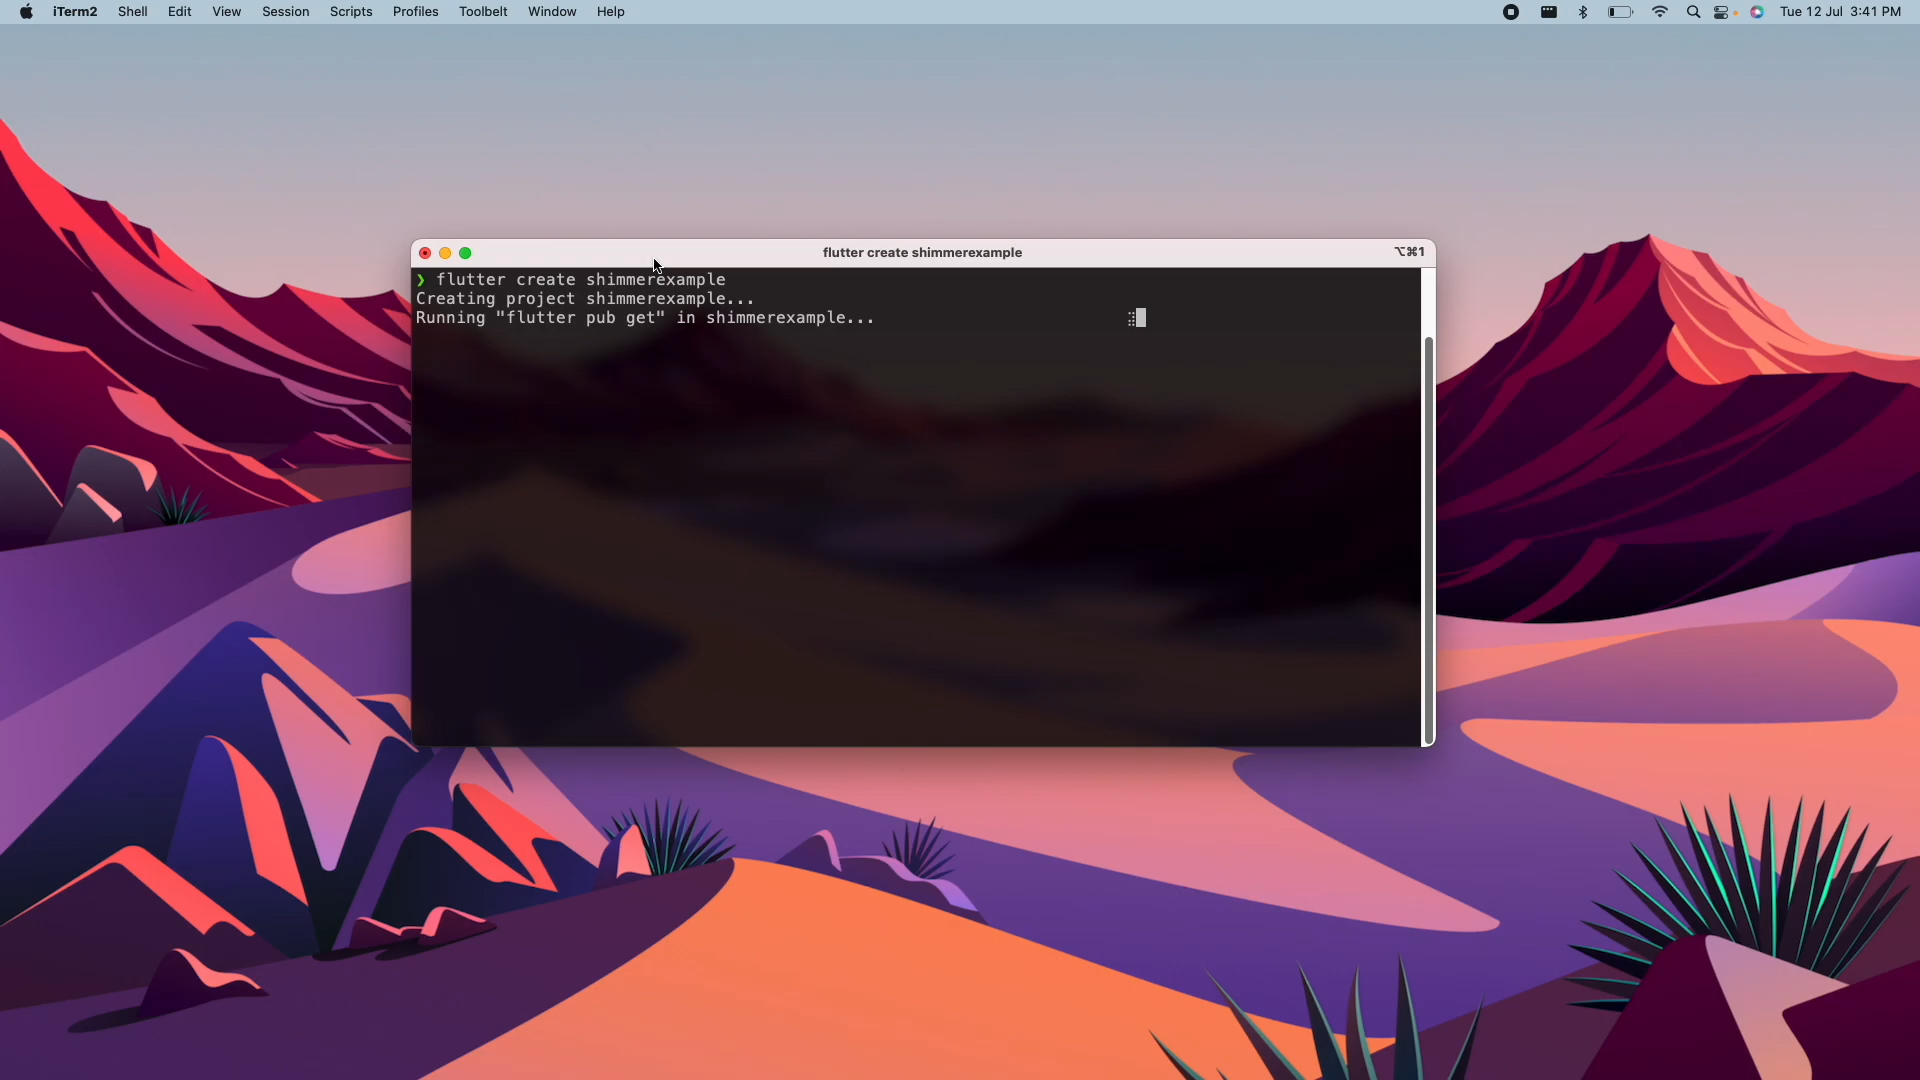 iTerm2 Shell Edit View Session Scripts Profiles Toolbelt Window Help Tue 12 Jul 3:41 PM
flutter create shimmerexample ⌥⌘1
❯ flutter create shimmerexample
Creating project shimmerexample...
Running "flutter pub get" in shimmerexample...